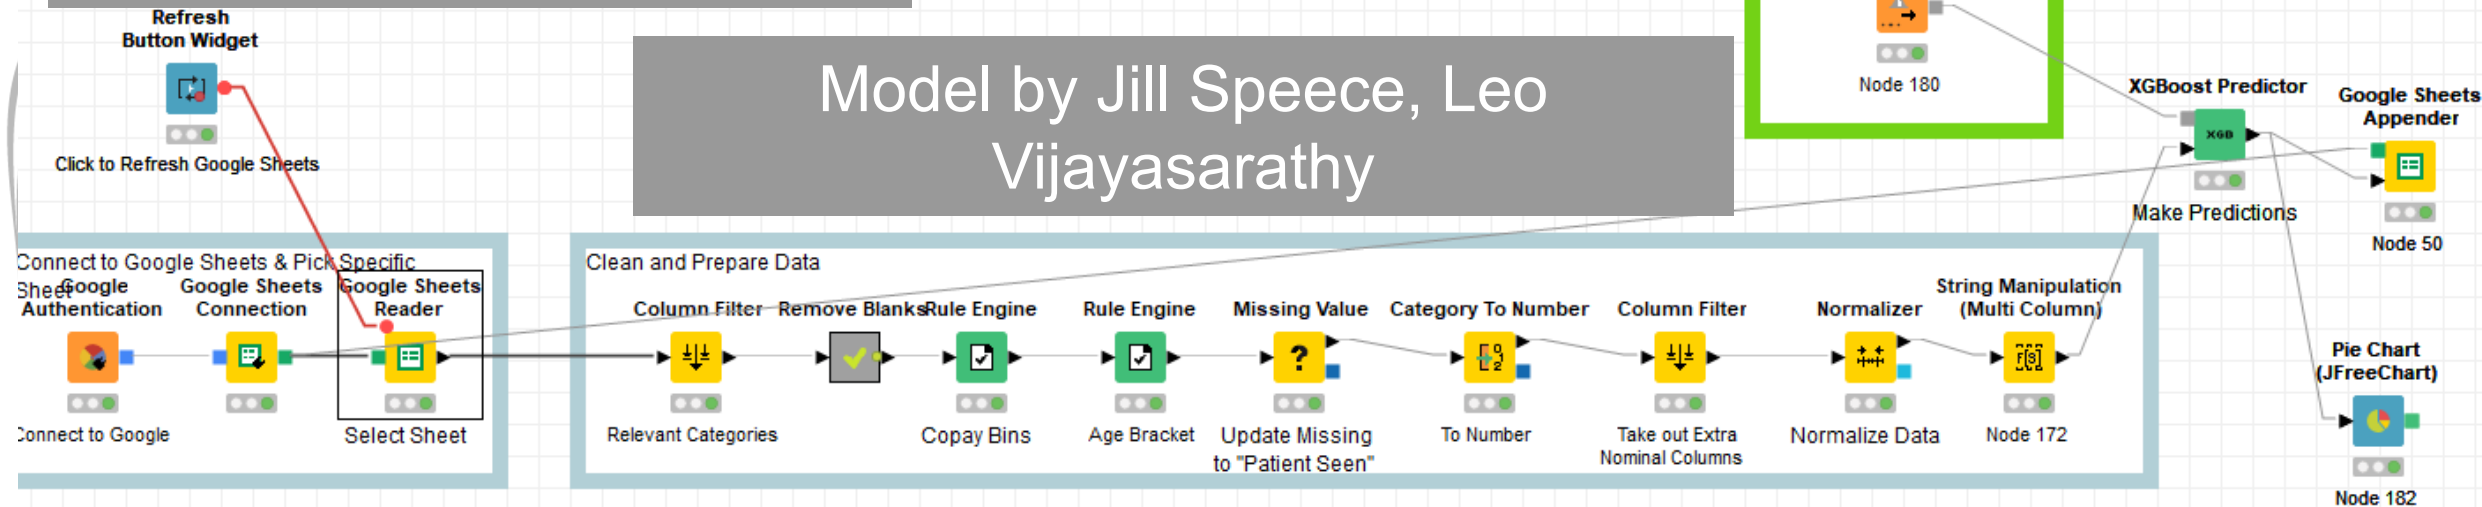 Refresh
Button Widget
Click to Refresh Google Sheets
Model by Jill Speece, Leo
Vijayasarathy
Node 180
XGBoost Predictor
XGB
Make Predictions
Google Sheets
Appender
Node 50
Connect to Google Sheets & Pick Specific
Sheet
Google
Authentication
Connect to Google
Google Sheets
Connection
Google Sheets
Reader
Select Sheet
Clean and Prepare Data
Column Filter
Relevant Categories
Remove Blanks
Rule Engine
Copay Bins
Rule Engine
Age Bracket
Missing Value
?
Update Missing
to "Patient Seen"
Category To Number
To Number
Column Filter
Take out Extra
Nominal Columns
Normalizer
Normalize Data
String Manipulation
(Multi Column)
F[S]
Node 172
Pie Chart
(JFreeChart)
Node 182